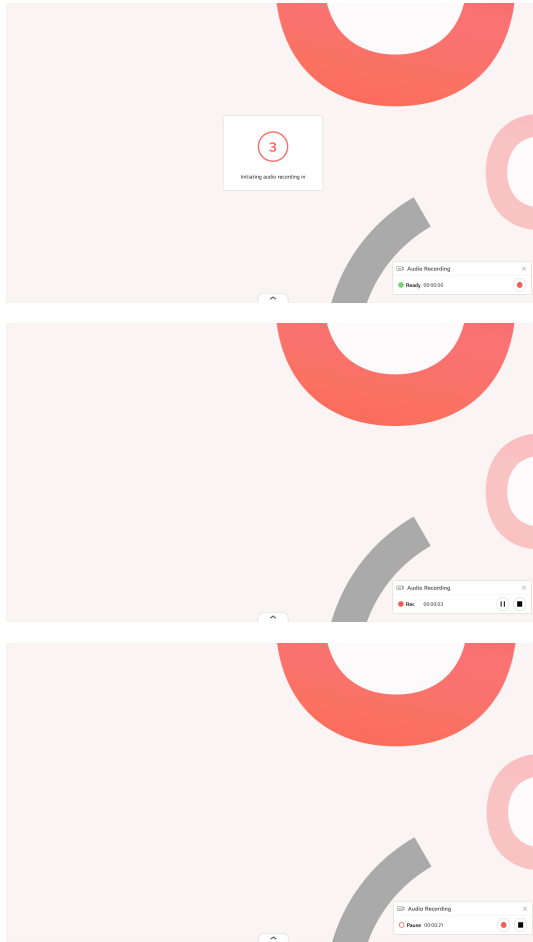 3
Initiating audio recording in
Audio Recording
Ready 00:00:00
Audio Recording
Rec 00:00:03
Audio Recording
Pause 00:00:21